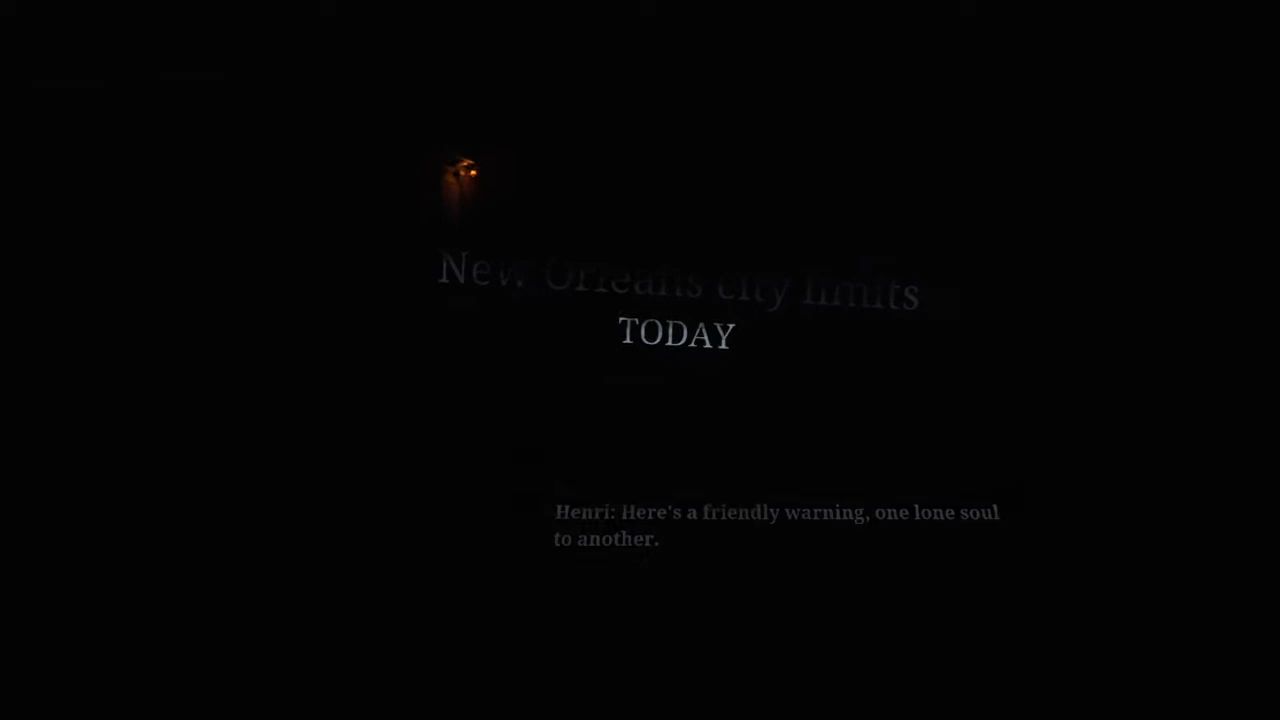 New Orleans city limits
TODAY
Henri: Here's a friendly warning, one lone soul
to another.